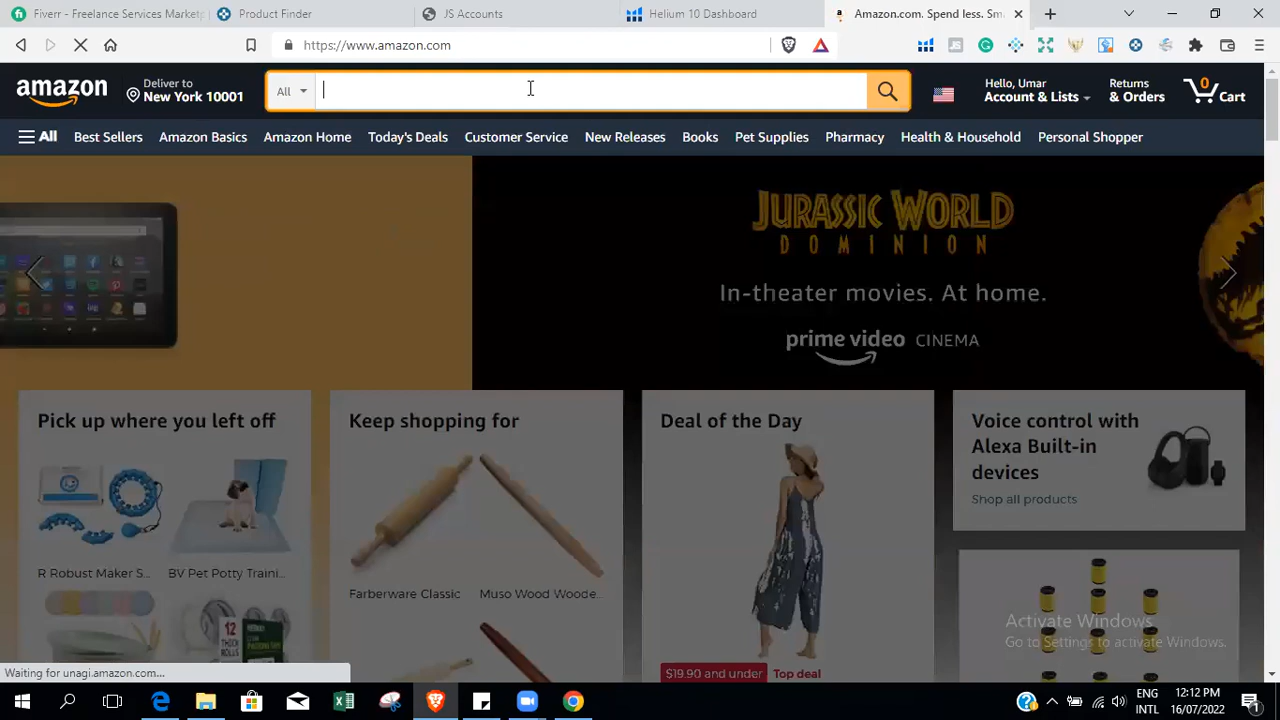 Fiverr - Freelance Services Market
Product Finder
JS Accounts
Helium 10 Dashboard
Amazon.com. Spend less. Sm
https://www.amazon.com
amazon
Deliver to
New York 10001
All
Hello, Umar
Account & Lists
Returns
& Orders
0
Cart
All
Best Sellers
Amazon Basics
Amazon Home
Today's Deals
Customer Service
New Releases
Books
Pet Supplies
Pharmacy
Health & Household
Personal Shopper
JURASSIC WORLD
DOMINION
In-theater movies. At home.
prime video CINEMA
Pick up where you left off
Keep shopping for
Deal of the Day
Voice control with
Alexa Built-in
devices
Shop all products
R Robust Maker S...
BV Pet Potty Traini...
Farberware Classic
Muso Wood Woode...
12
THICK
ROLLS
$19.90 and under
Top deal
Activate Windows
Go to Settings to activate Windows.
Waiting for unagi.amazon.com...
ENG
INTL
12:12 PM
16/07/2022